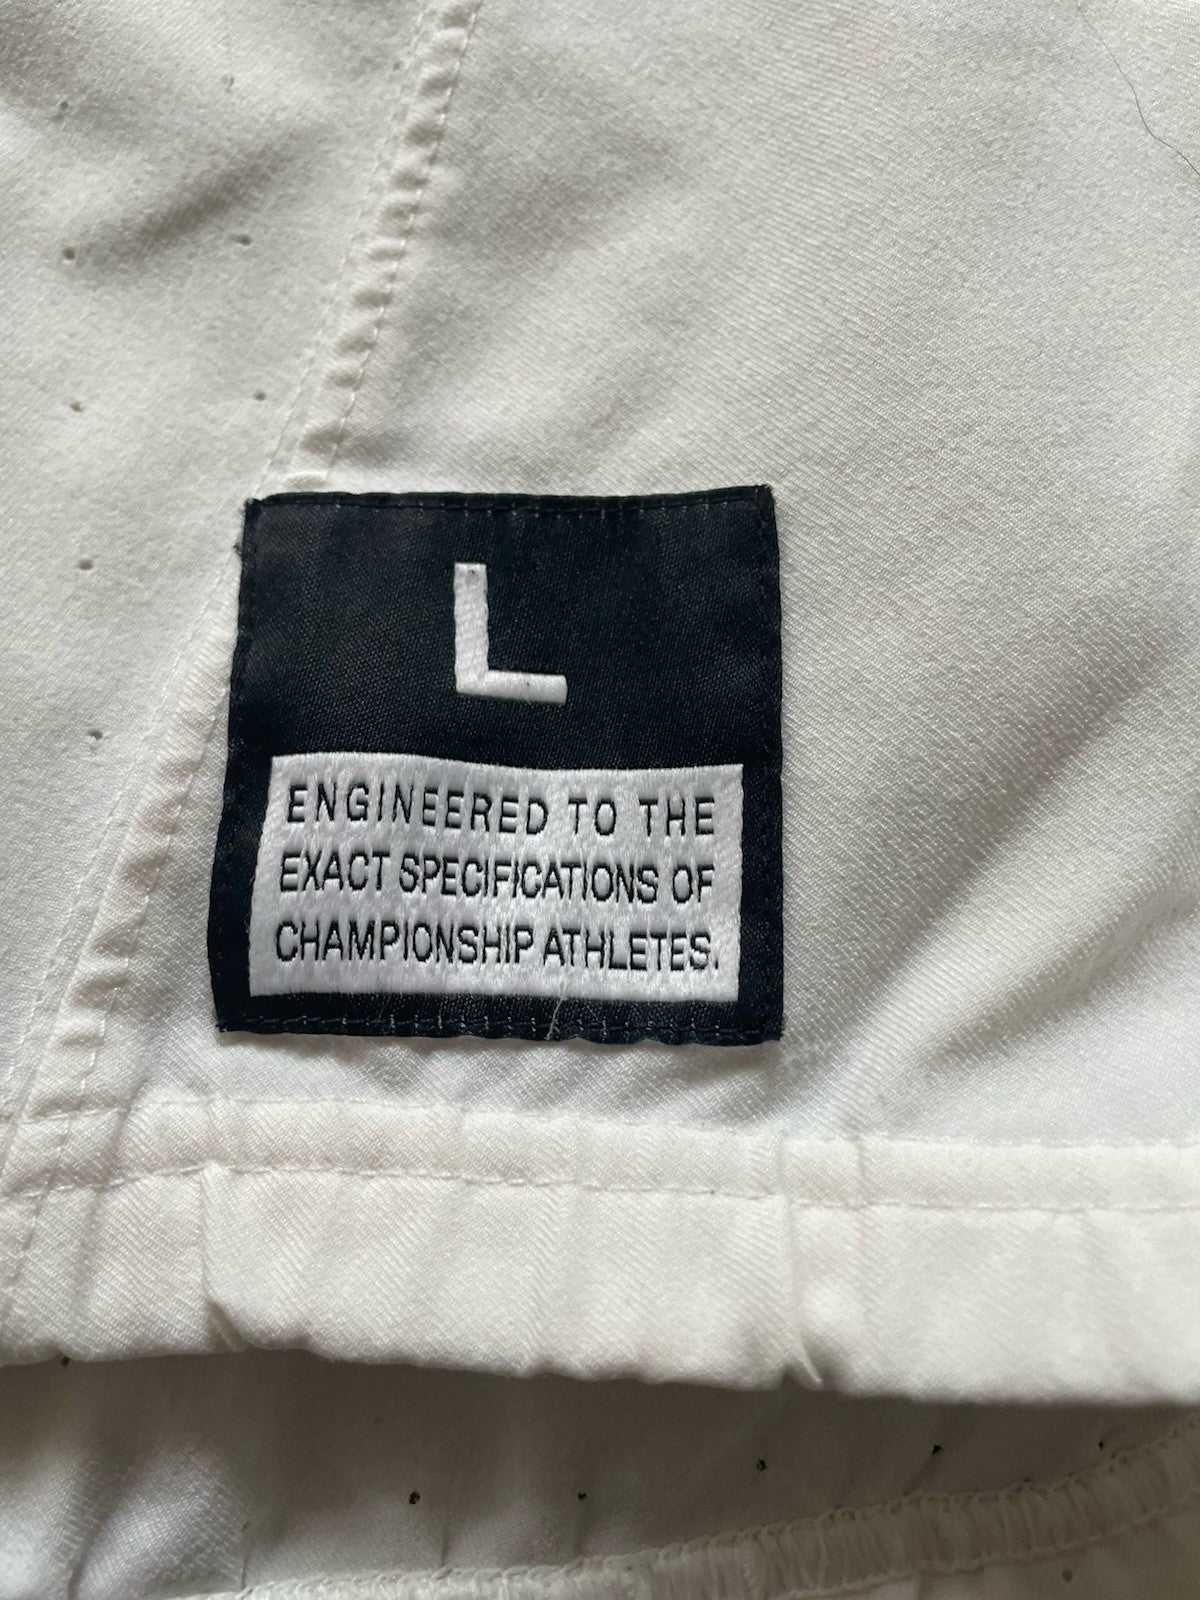 L
ENGINEERED TO THE
EXACT SPECIFICATIONS OF
CHAMPIONSHIP ATHLETES.